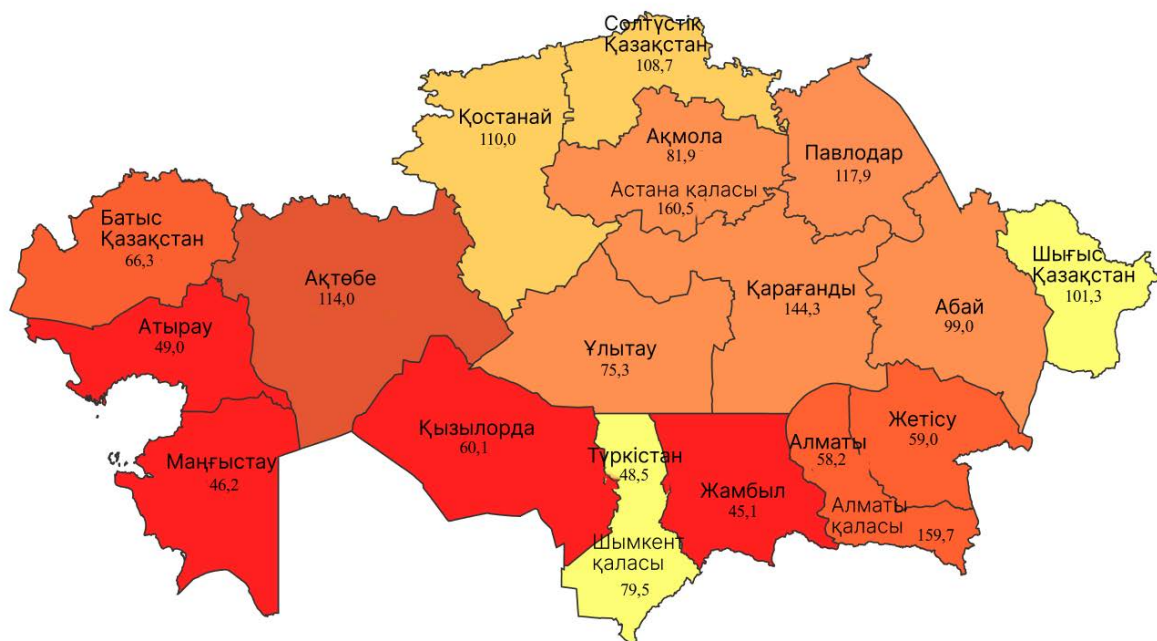 Солтүстік
Қазақстан
108,7
Қостанай
110,0
Ақмола
81,9
Астана қаласы
160,5
Павлодар
117,9
Батыс
Қазақстан
66,3
Ақтөбе
114,0
Атырау
49,0
Маңғыстау
46,2
Қызылорда
60,1
Ұлытау
75,3
Қарағанды
144,3
Абай
99,0
Шығыс
Қазақстан
101,3
Түркістан
48,5
Шымкент
қаласы
79,5
Жамбыл
45,1
Алматы
58,2
Жетісу
59,0
Алматы
қаласы
159,7